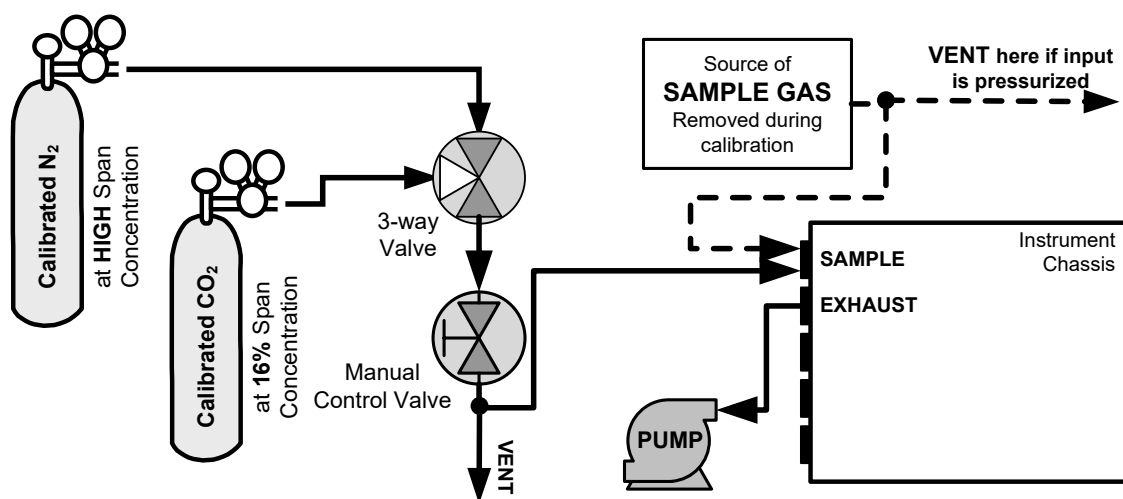 Calibrated N₂
at HIGH Span
Concentration
Calibrated CO₂
at 16% Span
Concentration
3-way
Valve
Manual
Control Valve
VENT
Source of
SAMPLE GAS
Removed during
calibration
VENT here if input
is pressurized
Instrument
Chassis
SAMPLE
EXHAUST
PUMP